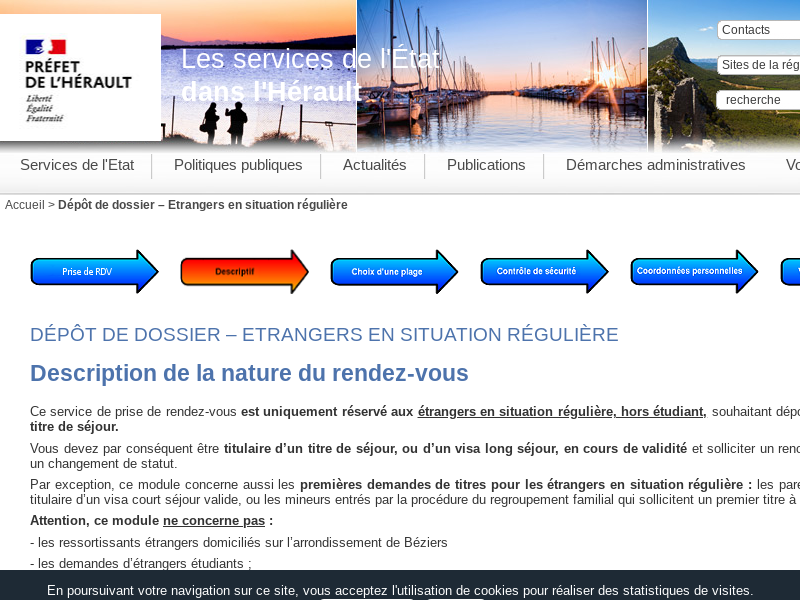 PRÉFET
DE L'HÉRAULT
Liberté
Égalité
Fraternité
Les services de l'État
dans l'Hérault
Contacts
Sites de la rég
recherche
Services de l'Etat
Politiques publiques
Actualités
Publications
Démarches administratives
Vo
Accueil > Dépôt de dossier – Etrangers en situation régulière
Prise de RDV
Descriptif
Choix d'une plage
Contrôle de sécurité
Coordonnées personnelles
DÉPÔT DE DOSSIER – ETRANGERS EN SITUATION RÉGULIÈRE
Description de la nature du rendez-vous
Ce service de prise de rendez-vous est uniquement réservé aux étrangers en situation régulière, hors étudiant, souhaitant dépo
titre de séjour.
Vous devez par conséquent être titulaire d’un titre de séjour, ou d’un visa long séjour, en cours de validité et solliciter un rend
un changement de statut.
Par exception, ce module concerne aussi les premières demandes de titres pour les étrangers en situation régulière : les pare
titulaire d’un visa court séjour valide, ou les mineurs entrés par la procédure du regroupement familial qui sollicitent un premier titre à
Attention, ce module ne concerne pas :
- les ressortissants étrangers domiciliés sur l’arrondissement de Béziers
- les demandes d’étrangers étudiants ;
En poursuivant votre navigation sur ce site, vous acceptez l'utilisation de cookies pour réaliser des statistiques de visites.